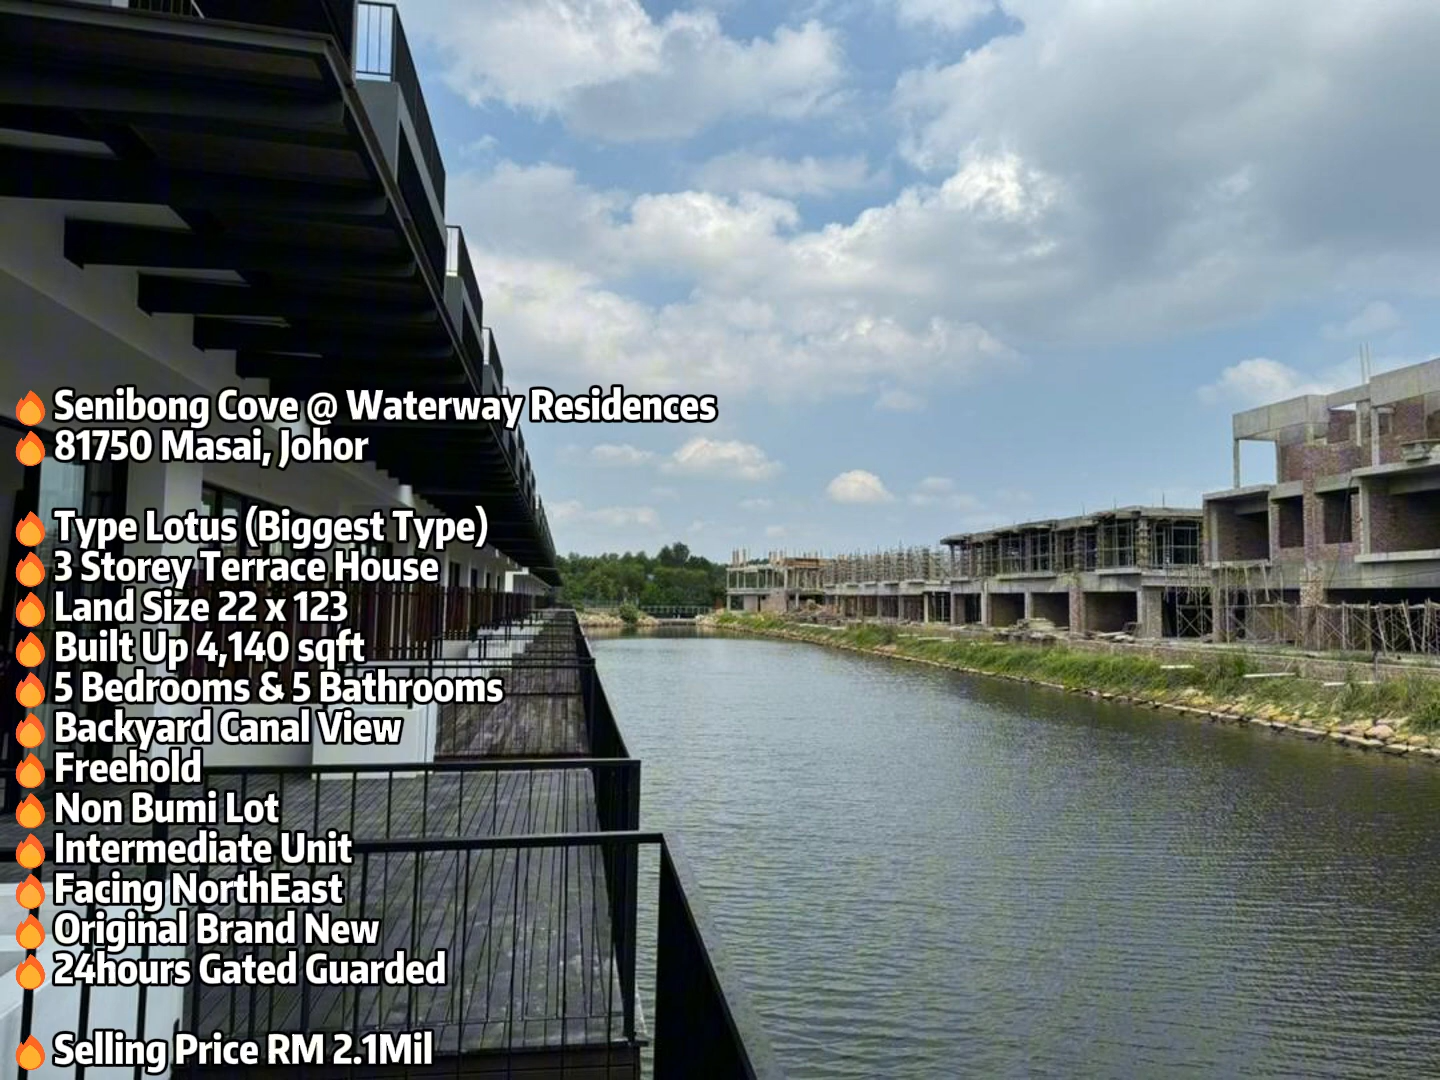 🔥 Senibong Cove @ Waterway Residences
🔥 81750 Masai, Johor
🔥 Type Lotus (Biggest Type)
🔥 3 Storey Terrace House
🔥 Land Size 22 x 123
🔥 Built Up 4,140 sqft
🔥 5 Bedrooms & 5 Bathrooms
🔥 Backyard Canal View
🔥 Freehold
🔥 Non Bumi Lot
🔥 Intermediate Unit
🔥 Facing NorthEast
🔥 Original Brand New
🔥 24hours Gated Guarded
🔥 Selling Price RM 2.1Mil